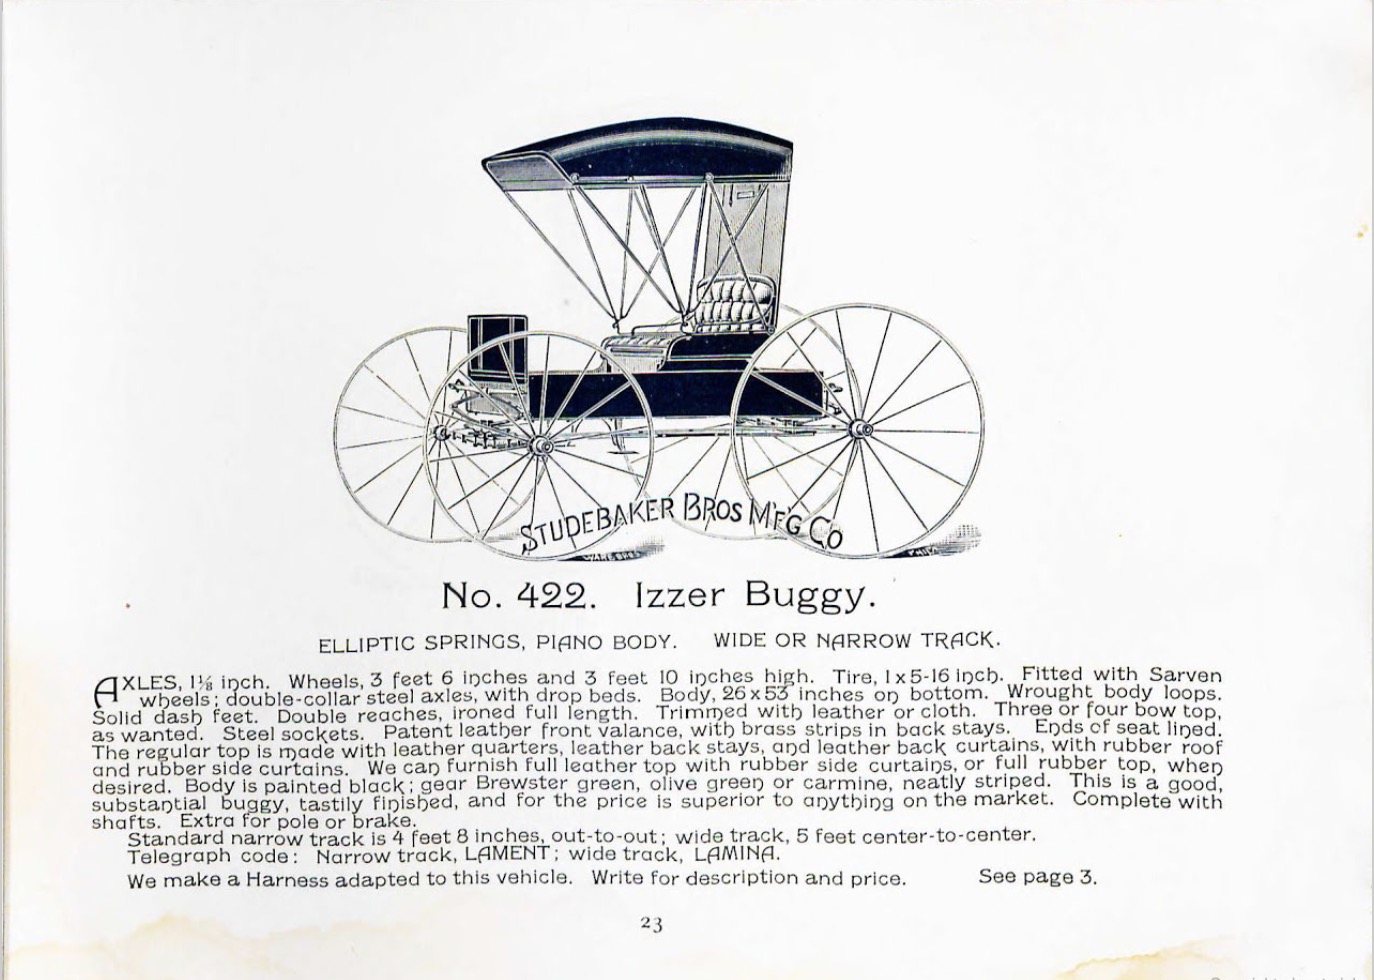 STUDEBAKER BROS M'F'G CO
WARE BROS.
PHILA
No. 422. Izzer Buggy.
ELLIPTIC SPRINGS, PIANO BODY. WIDE OR NARROW TRACK.
AXLES, 1⅛ inch. Wheels, 3 feet 6 inches and 3 feet 10 inches high. Tire, 1x5-16 inch. Fitted with Sarven
wheels; double-collar steel axles, with drop beds. Body, 26x53 inches on bottom. Wrought body loops.
Solid dash feet. Double reaches, ironed full length. Trimmed with leather or cloth. Three or four bow top,
as wanted. Steel sockets. Patent leather front valance, with brass strips in back stays. Ends of seat lined.
The regular top is made with leather quarters, leather back stays, and leather back curtains, with rubber roof
and rubber side curtains. We can furnish full leather top with rubber side curtains, or full rubber top, when
desired. Body is painted black; gear Brewster green, olive green or carmine, neatly striped. This is a good,
substantial buggy, tastily finished, and for the price is superior to anything on the market. Complete with
shafts. Extra for pole or brake.
Standard narrow track is 4 feet 8 inches, out-to-out; wide track, 5 feet center-to-center.
Telegraph code: Narrow track, LAMENT; wide track, LAMINA.
We make a Harness adapted to this vehicle. Write for description and price. See page 3.
23